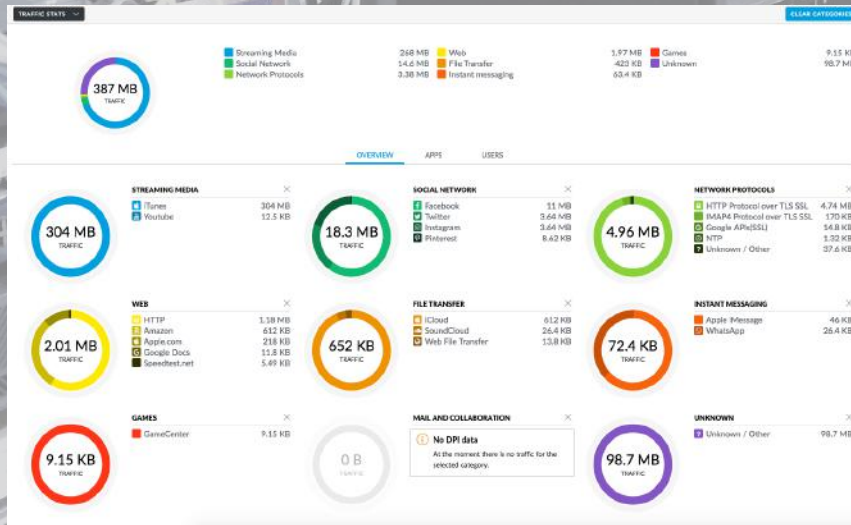 TRAFFIC STATS
CLEAR CATEGORIES
387 MB
TRAFFIC
Streaming Media 268 MB
Social Network 14.6 MB
Network Protocols 3.38 MB
Web 1.97 MB
File Transfer 423 KB
Instant messaging 63.4 KB
Games 9.15 KB
Unknown 98.7 MB
OVERVIEW APPS USERS
304 MB
TRAFFIC
STREAMING MEDIA
iTunes 304 MB
Youtube 12.5 KB
18.3 MB
TRAFFIC
SOCIAL NETWORK
Facebook 11 MB
Twitter 3.64 MB
Instagram 3.64 MB
Pinterest 8.62 KB
4.96 MB
TRAFFIC
NETWORK PROTOCOLS
HTTP Protocol over TLS SSL 4.74 MB
IMAP4 Protocol over TLS SSL 170 KB
Google APIs(SSL) 14.8 KB
NTP 1.32 KB
Unknown / Other 37.6 KB
2.01 MB
TRAFFIC
WEB
HTTP 1.18 MB
Amazon 612 KB
Apple.com 218 KB
Google Docs 11.8 KB
Speedtest.net 5.49 KB
652 KB
TRAFFIC
FILE TRANSFER
iCloud 612 KB
SoundCloud 26.4 KB
Web File Transfer 13.8 KB
72.4 KB
TRAFFIC
INSTANT MESSAGING
Apple iMessage 46 KB
WhatsApp 26.4 KB
9.15 KB
TRAFFIC
GAMES
GameCenter 9.15 KB
0 B
TRAFFIC
MAIL AND COLLABORATION
No DPI data
At the moment there is no traffic for the
selected category.
98.7 MB
TRAFFIC
UNKNOWN
Unknown / Other 98.7 MB